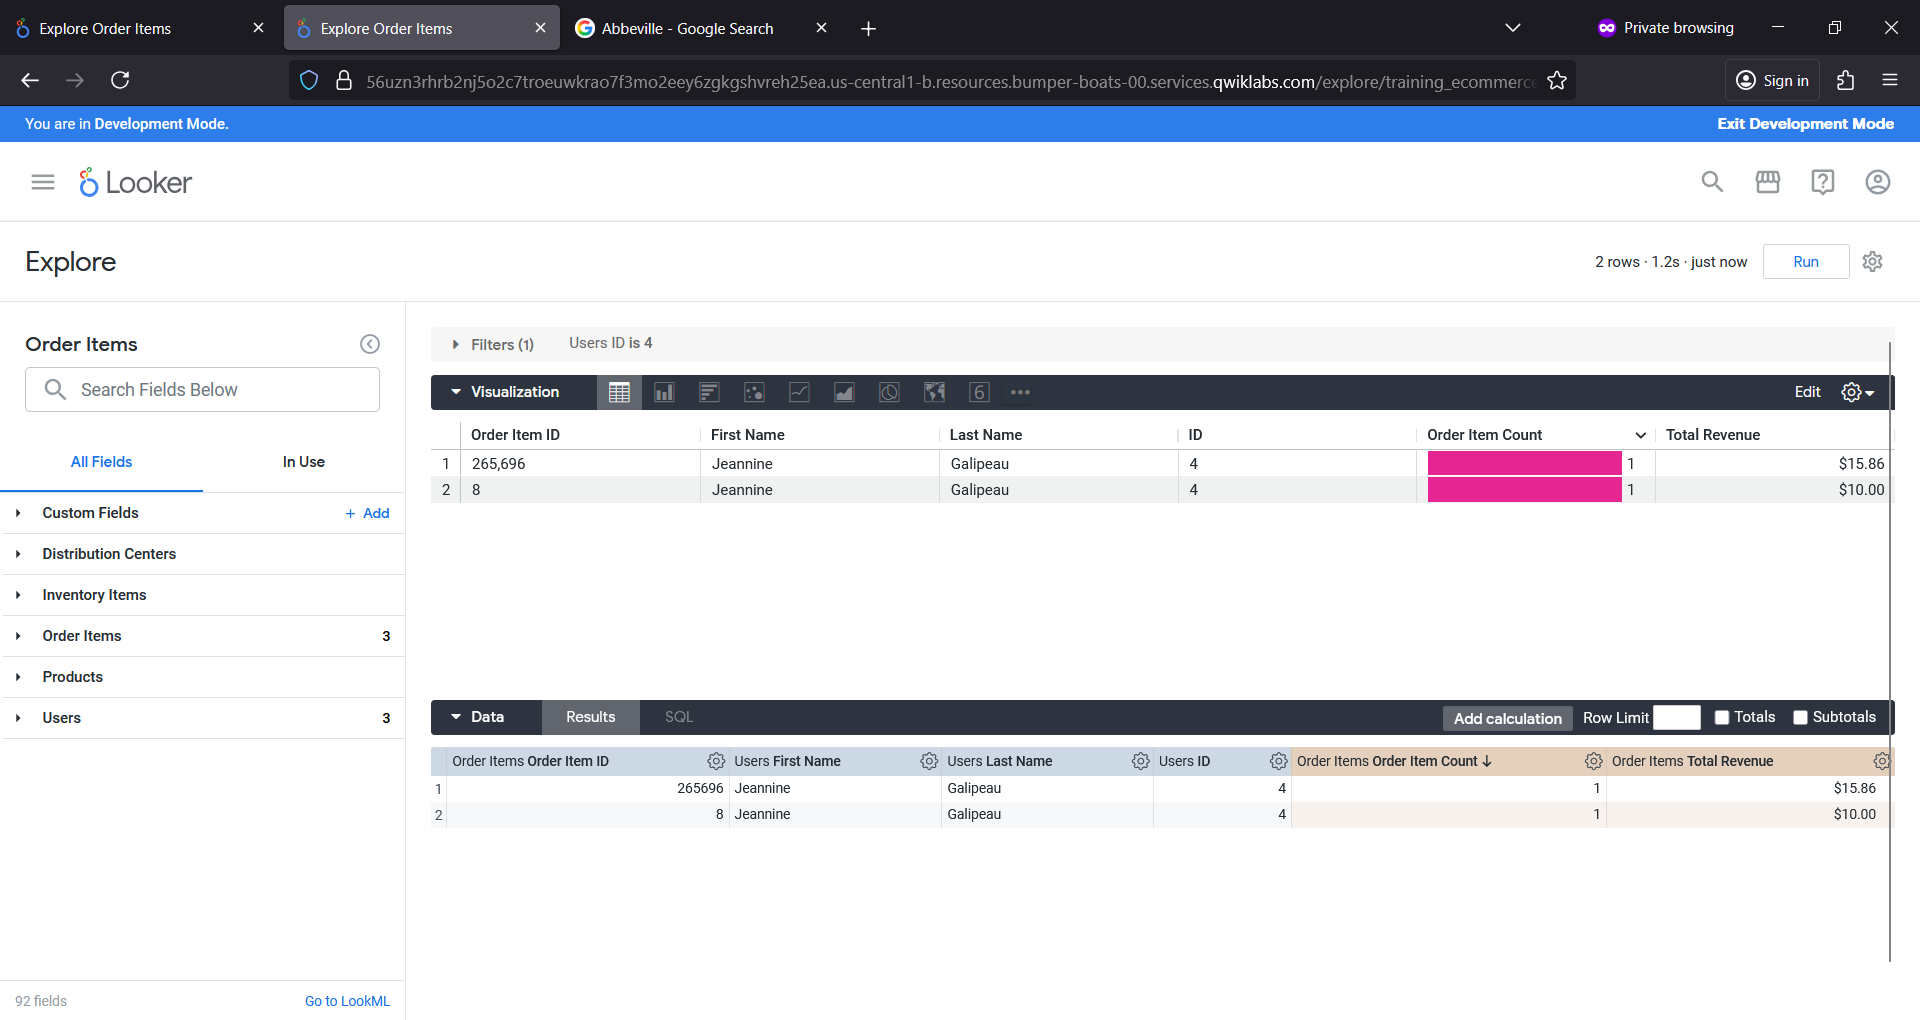 Explore Order Items
Explore Order Items
Abbeville - Google Search
Private browsing
56uzn3rhrb2nj5o2c7troeuwkrao7f3mo2eey6zgkgshvreh25ea.us-central1-b.resources.bumper-boats-00.services.qwiklabs.com/explore/training_ecommerce
Sign in
You are in Development Mode.
Exit Development Mode
Looker
Explore
2 rows · 1.2s · just now
Run
Order Items
Search Fields Below
All Fields
In Use
Custom Fields
+ Add
Distribution Centers
Inventory Items
Order Items 3
Products
Users 3
92 fields
Go to LookML
Filters (1)
Users ID is 4
Visualization
6
Edit
Order Item ID First Name Last Name ID Order Item Count Total Revenue
1 265,696 Jeannine Galipeau 4 1 $15.86
2 8 Jeannine Galipeau 4 1 $10.00
Data
Results
SQL
Add calculation
Row Limit
Totals
Subtotals
Order Items Order Item ID Users First Name Users Last Name Users ID Order Items Order Item Count Order Items Total Revenue
1 265696 Jeannine Galipeau 4 1 $15.86
2 8 Jeannine Galipeau 4 1 $10.00